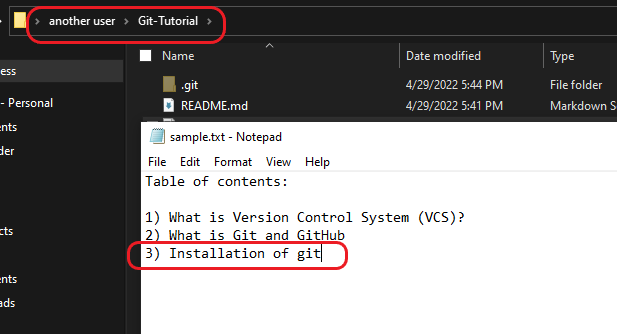 another user > Git-Tutorial >
Name Date modified Type
ess
.git 4/29/2022 5:44 PM File folder
- Personal
README.md 4/29/2022 5:41 PM Markdown S
ents
der
sample.txt - Notepad
File Edit Format View Help
Table of contents:
1) What is Version Control System (VCS)?
2) What is Git and GitHub
3) Installation of git
cts
ents
ads